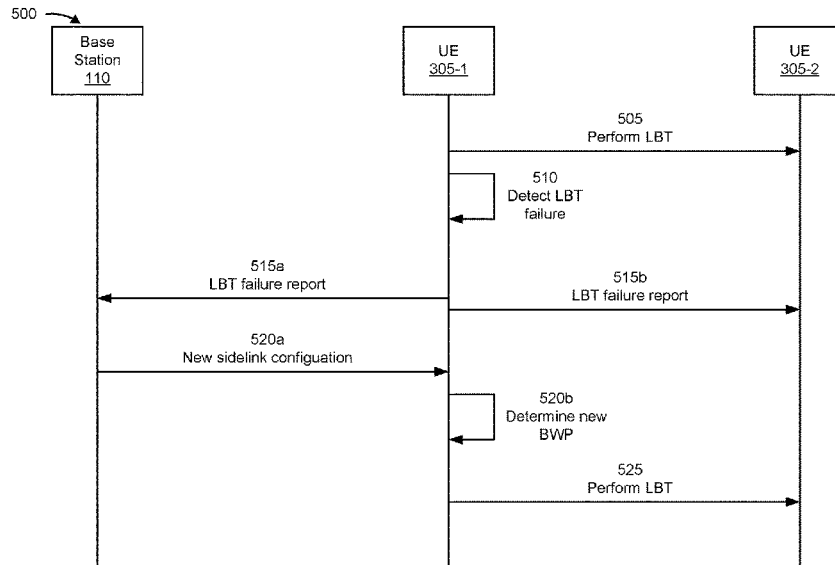 500
Base
Station
110
UE
305-1
UE
305-2
505
Perform LBT
510
Detect LBT
failure
515a
LBT failure report
515b
LBT failure report
520a
New sidelink configuation
520b
Determine new
BWP
525
Perform LBT